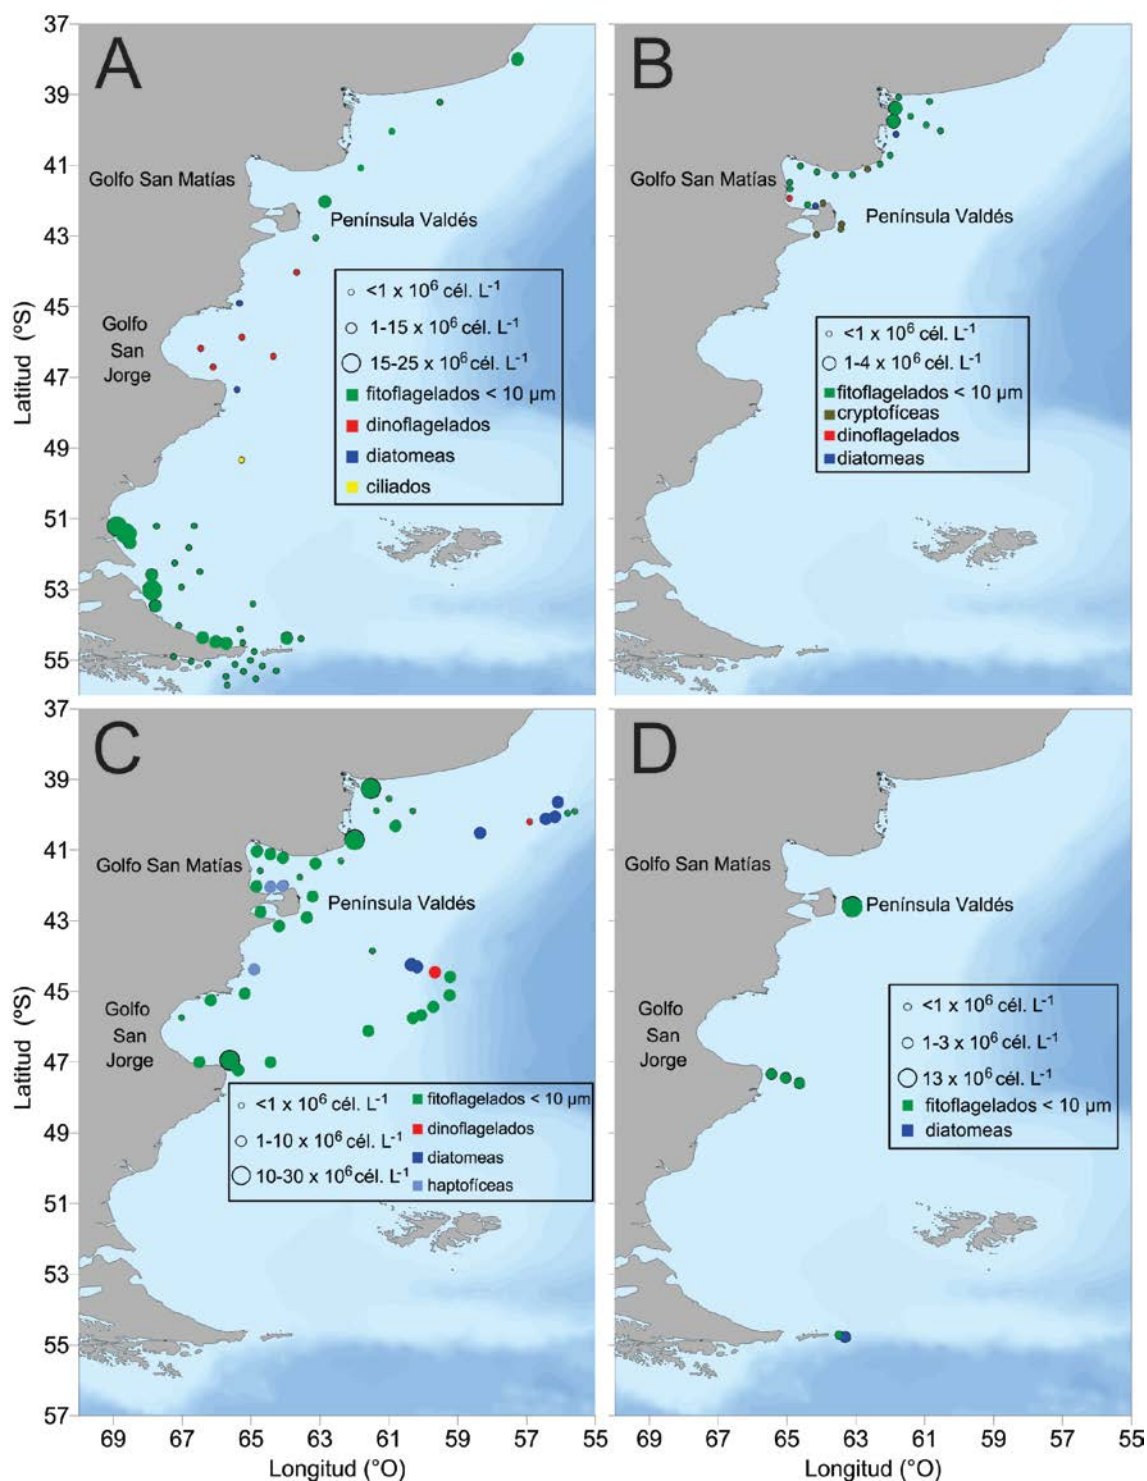 A
B
37
39
41
43
45
47
49
51
53
55
Latitud (ºS)
Golfo San Matías
Península Valdés
Golfo
San
Jorge
<1 x 10⁶ cél. L⁻¹
1-15 x 10⁶ cél. L⁻¹
15-25 x 10⁶ cél. L⁻¹
fitoflagelados < 10 µm
dinoflagelados
diatomeas
ciliados
Golfo San Matías
Península Valdés
Golfo
San
Jorge
<1 x 10⁶ cél. L⁻¹
1-4 x 10⁶ cél. L⁻¹
fitoflagelados < 10 µm
cryptofíceas
dinoflagelados
diatomeas
C
D
37
39
41
43
45
47
49
51
53
55
57
Latitud (ºS)
Golfo San Matías
Península Valdés
Golfo
San
Jorge
<1 x 10⁶ cél. L⁻¹
1-10 x 10⁶ cél. L⁻¹
10-30 x 10⁶ cél. L⁻¹
fitoflagelados < 10 µm
dinoflagelados
diatomeas
haptofíceas
69 67 65 63 61 59 57 55
Longitud (°O)
Golfo San Matías
Península Valdés
Golfo
San
Jorge
<1 x 10⁶ cél. L⁻¹
1-3 x 10⁶ cél. L⁻¹
13 x 10⁶ cél. L⁻¹
fitoflagelados < 10 µm
diatomeas
69 67 65 63 61 59 57 55
Longitud (°O)